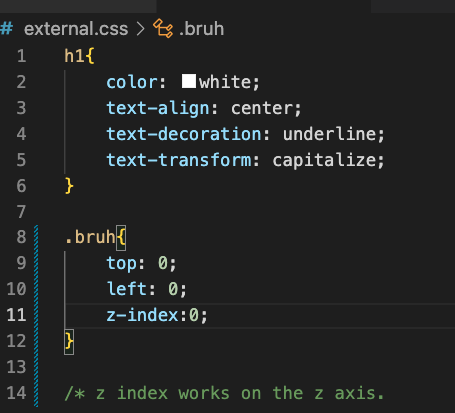 # external.css > .bruh
1 h1{
2 color: white;
3 text-align: center;
4 text-decoration: underline;
5 text-transform: capitalize;
6 }
7
8 .bruh{
9 top: 0;
10 left: 0;
11 z-index:0;
12 }
13
14 /* z index works on the z axis.